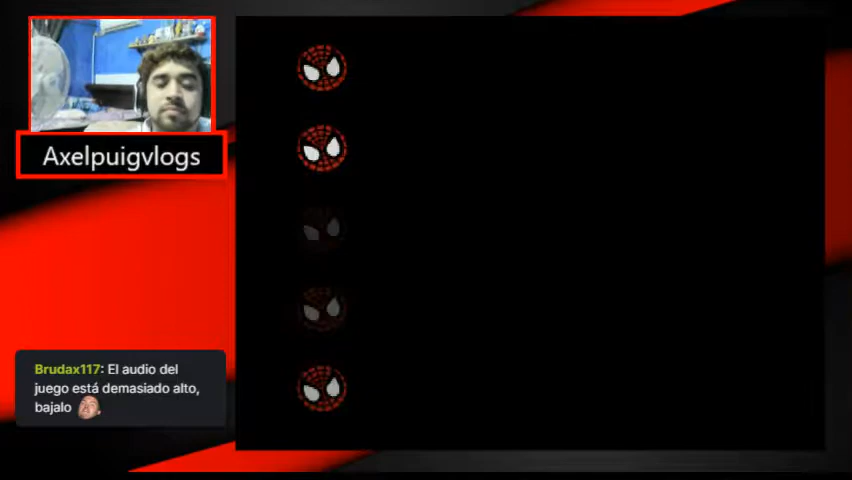 Axelpuigvlogs
Brudax117: El audio del
juego está demasiado alto,
bajalo